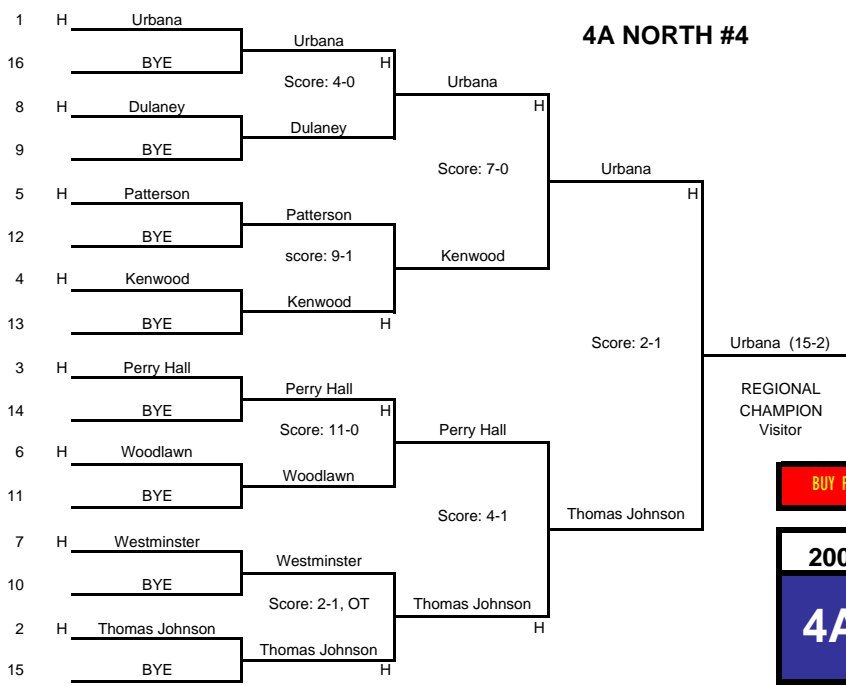 4A NORTH #4
1 H Urbana
16 BYE
Urbana
H
Score: 4-0
8 H Dulaney
9 BYE
Dulaney
Urbana
H
5 H Patterson
12 BYE
Patterson
score: 9-1
4 H Kenwood
13 BYE
Kenwood
H
Kenwood
Score: 7-0
Urbana
H
3 H Perry Hall
14 BYE
Perry Hall
H
Score: 11-0
6 H Woodlawn
11 BYE
Woodlawn
Perry Hall
7 H Westminster
10 BYE
Westminster
Score: 2-1, OT
2 H Thomas Johnson
15 BYE
Thomas Johnson
H
Thomas Johnson
H
Score: 4-1
Thomas Johnson
Score: 2-1
Urbana (15-2)
REGIONAL
CHAMPION
Visitor
BUY
200
4A